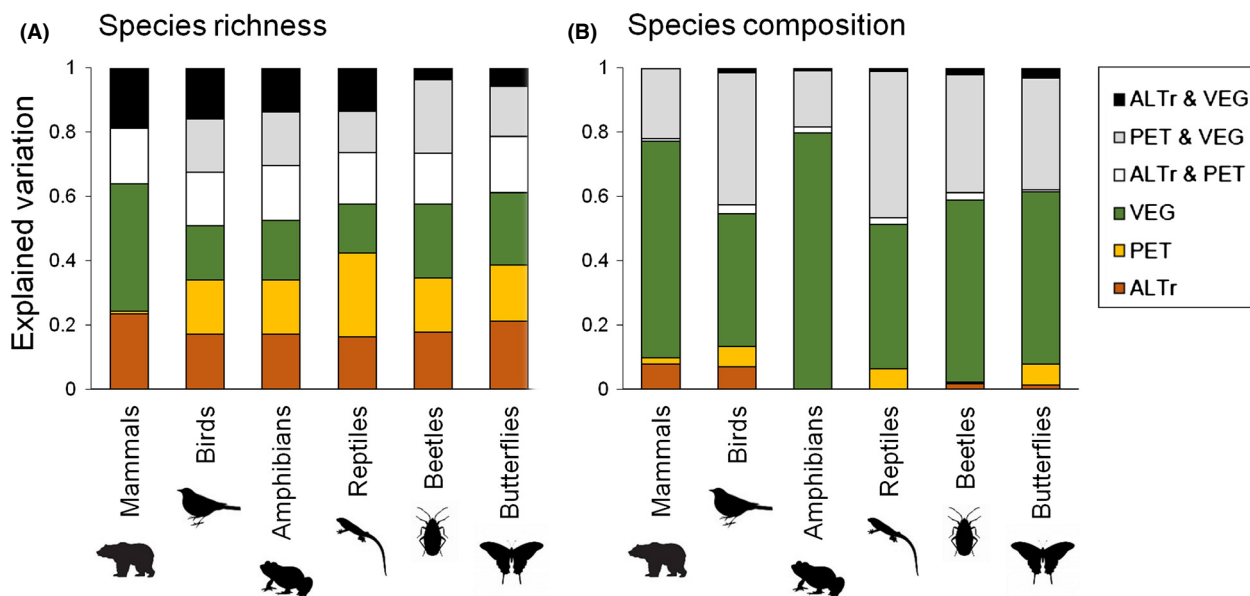 (A) Species richness
Explained variation
1
0.8
0.6
0.4
0.2
0
Mammals
Birds
Amphibians
Reptiles
Beetles
Butterflies
(B) Species composition
1
0.8
0.6
0.4
0.2
0
Mammals
Birds
Amphibians
Reptiles
Beetles
Butterflies
ALTr & VEG
PET & VEG
ALTr & PET
VEG
PET
ALTr